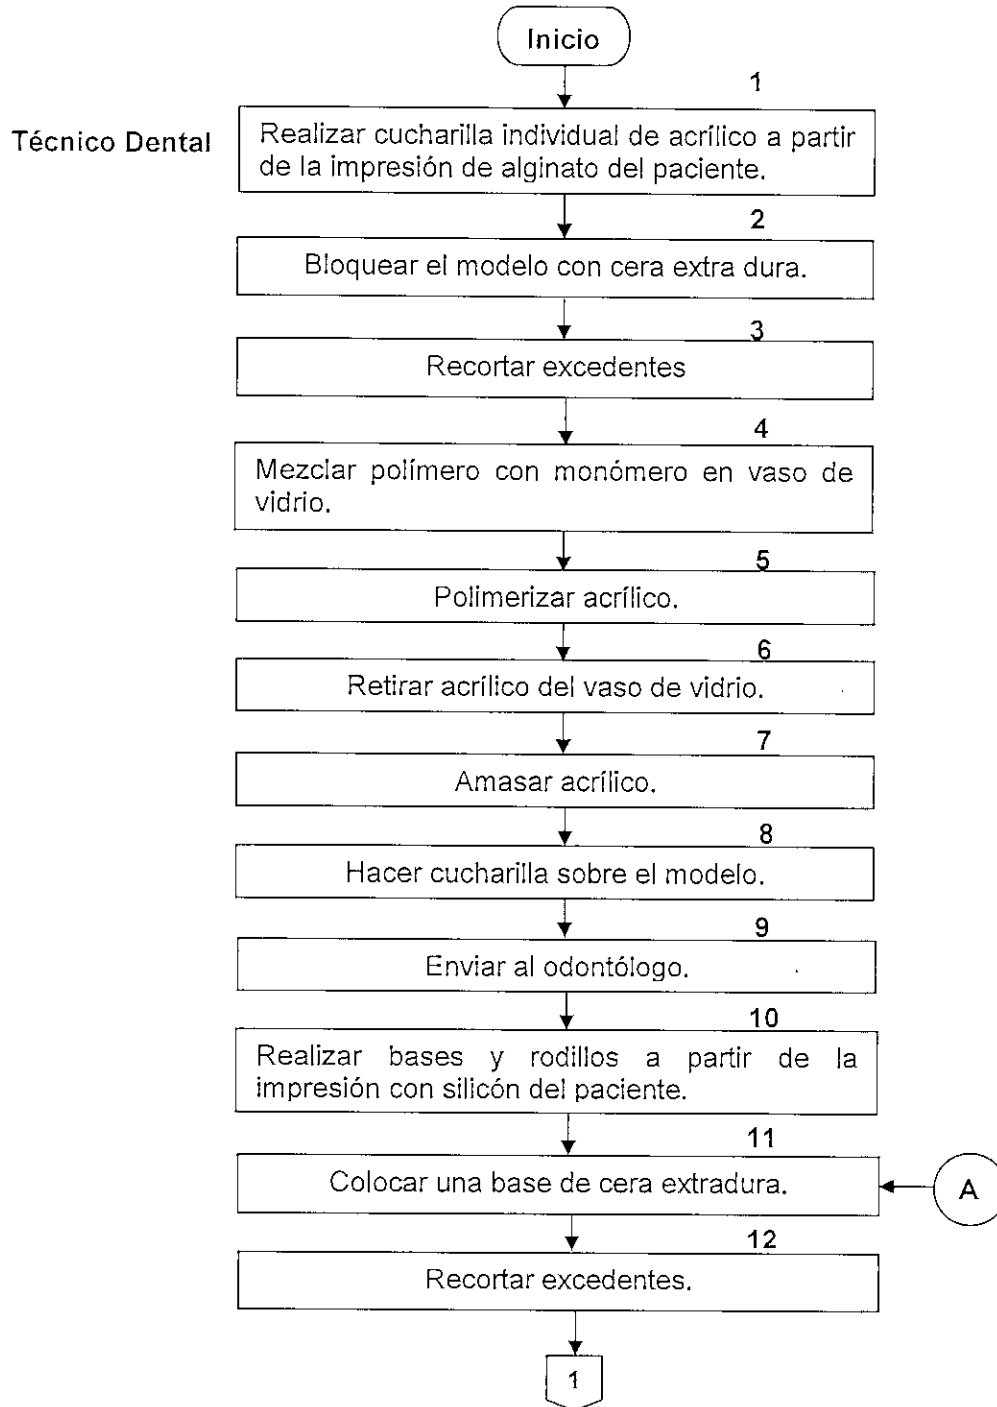 Inicio
1
Técnico Dental
Realizar cucharilla individual de acrílico a partir
de la impresión de alginato del paciente.
2
Bloquear el modelo con cera extra dura.
3
Recortar excedentes
4
Mezclar polímero con monómero en vaso de
vidrio.
5
Polimerizar acrílico.
6
Retirar acrílico del vaso de vidrio.
7
Amasar acrílico.
8
Hacer cucharilla sobre el modelo.
9
Enviar al odontólogo.
10
Realizar bases y rodillos a partir de la
impresión con silicón del paciente.
11
Colocar una base de cera extradura.
A
12
Recortar excedentes.
1